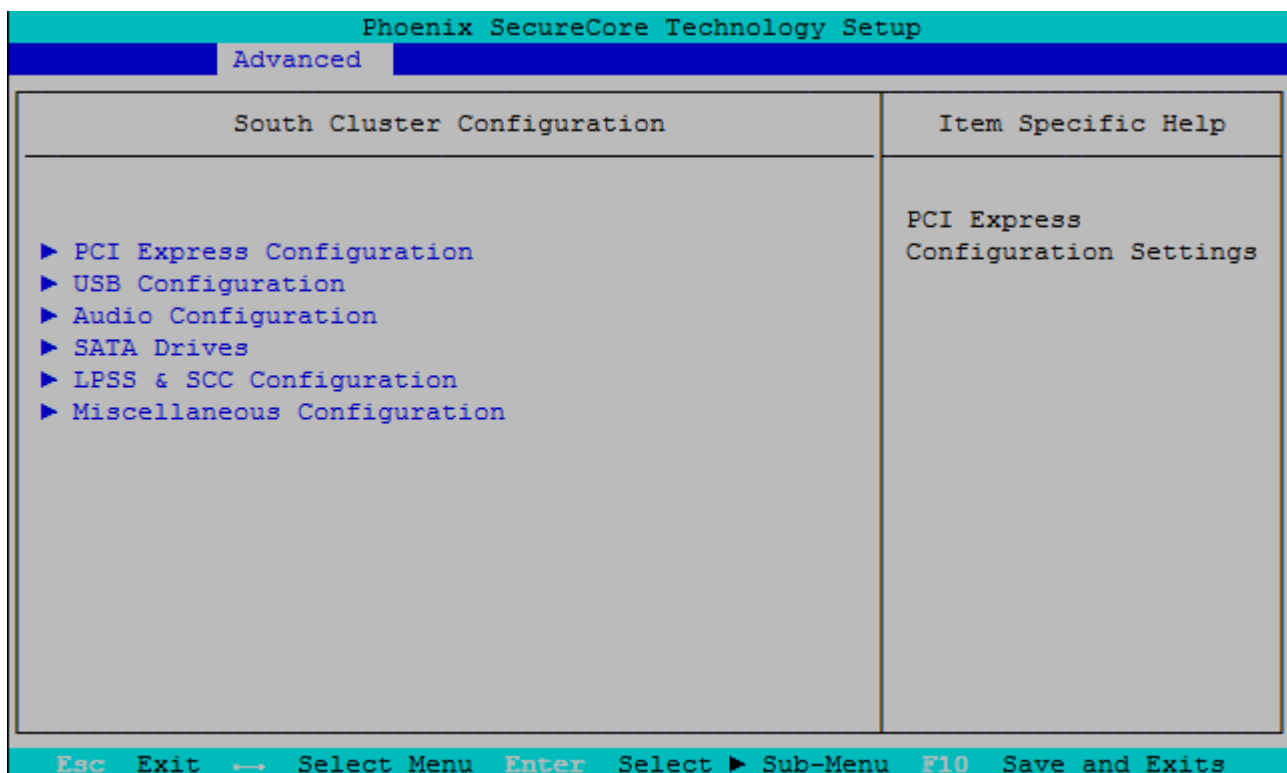 Phoenix SecureCore Technology Setup
Advanced
South Cluster Configuration
Item Specific Help
► PCI Express Configuration
► USB Configuration
► Audio Configuration
► SATA Drives
► LPSS & SCC Configuration
► Miscellaneous Configuration
PCI Express
Configuration Settings
Esc Exit ↔ Select Menu Enter Select ► Sub-Menu F10 Save and Exits